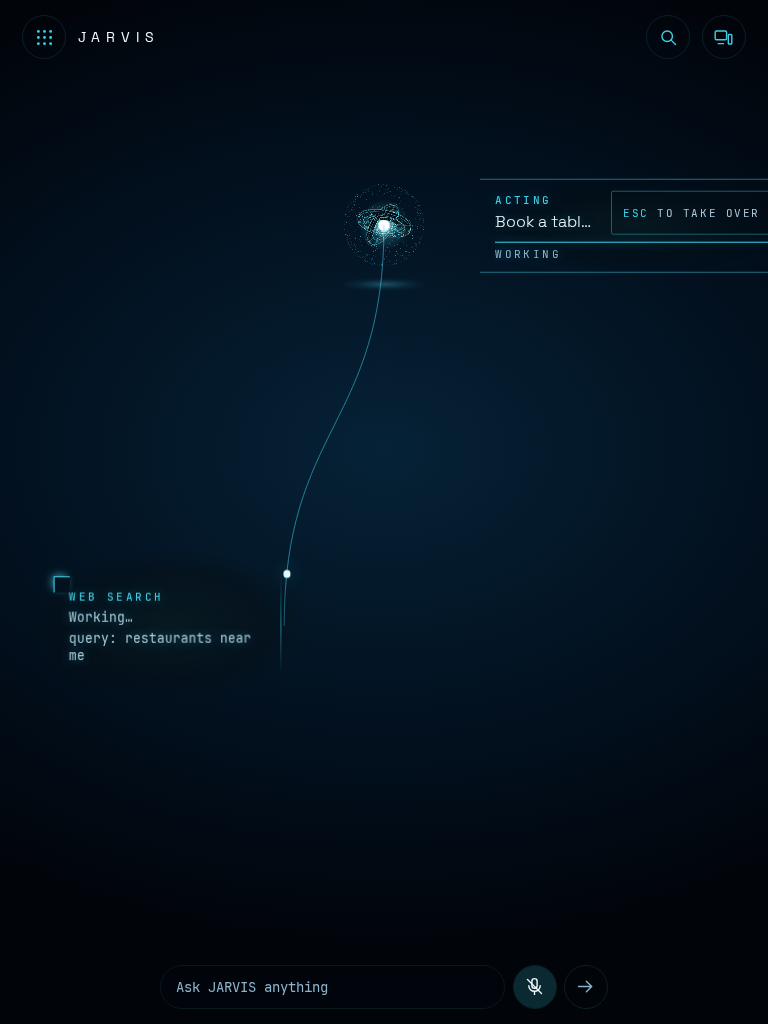 JARVIS
ACTING
Book a tabl…
ESC TO TAKE OVER
WORKING
WEB SEARCH
Working…
query: restaurants near
me
Ask JARVIS anything